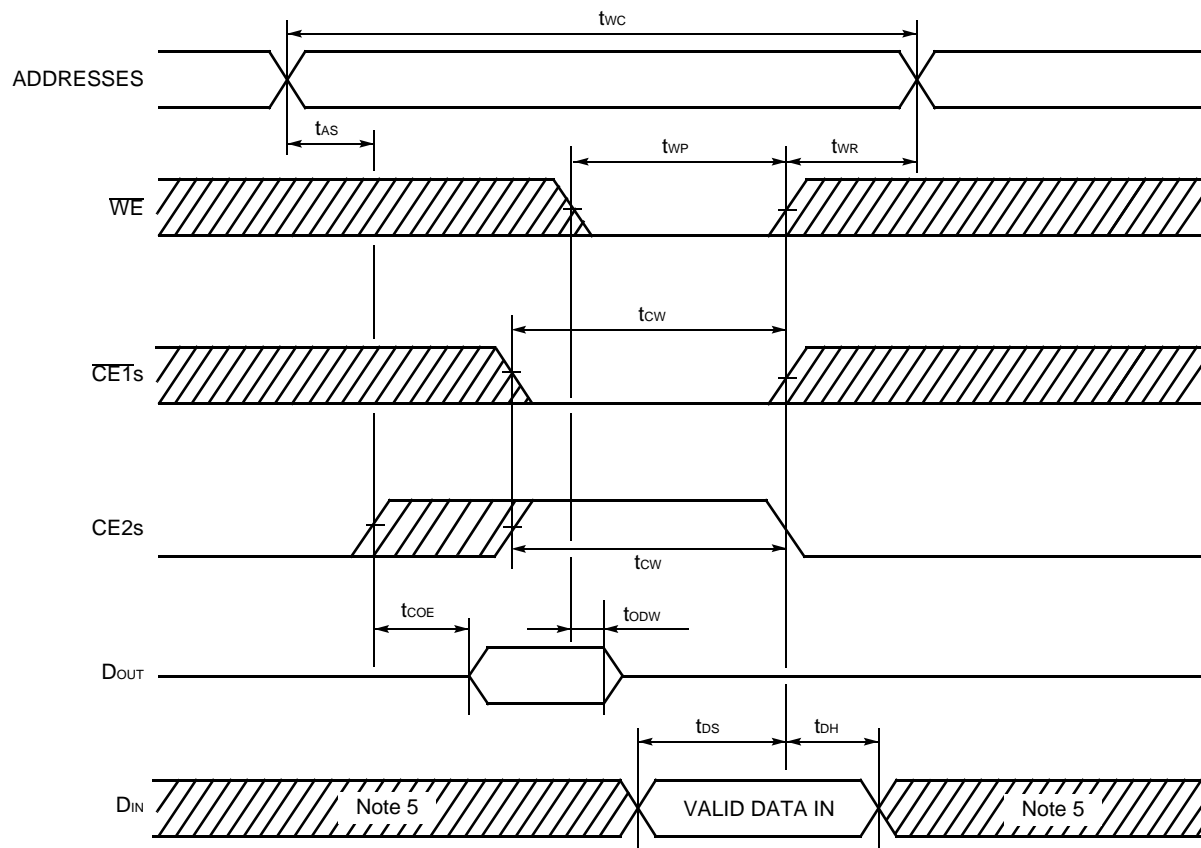 tWC
ADDRESSES
tAS
tWP
tWR
WE
tCW
CE1s
CE2s
tCW
tCOE
tODW
DOUT
tDS
tDH
DIN
Note 5
VALID DATA IN
Note 5